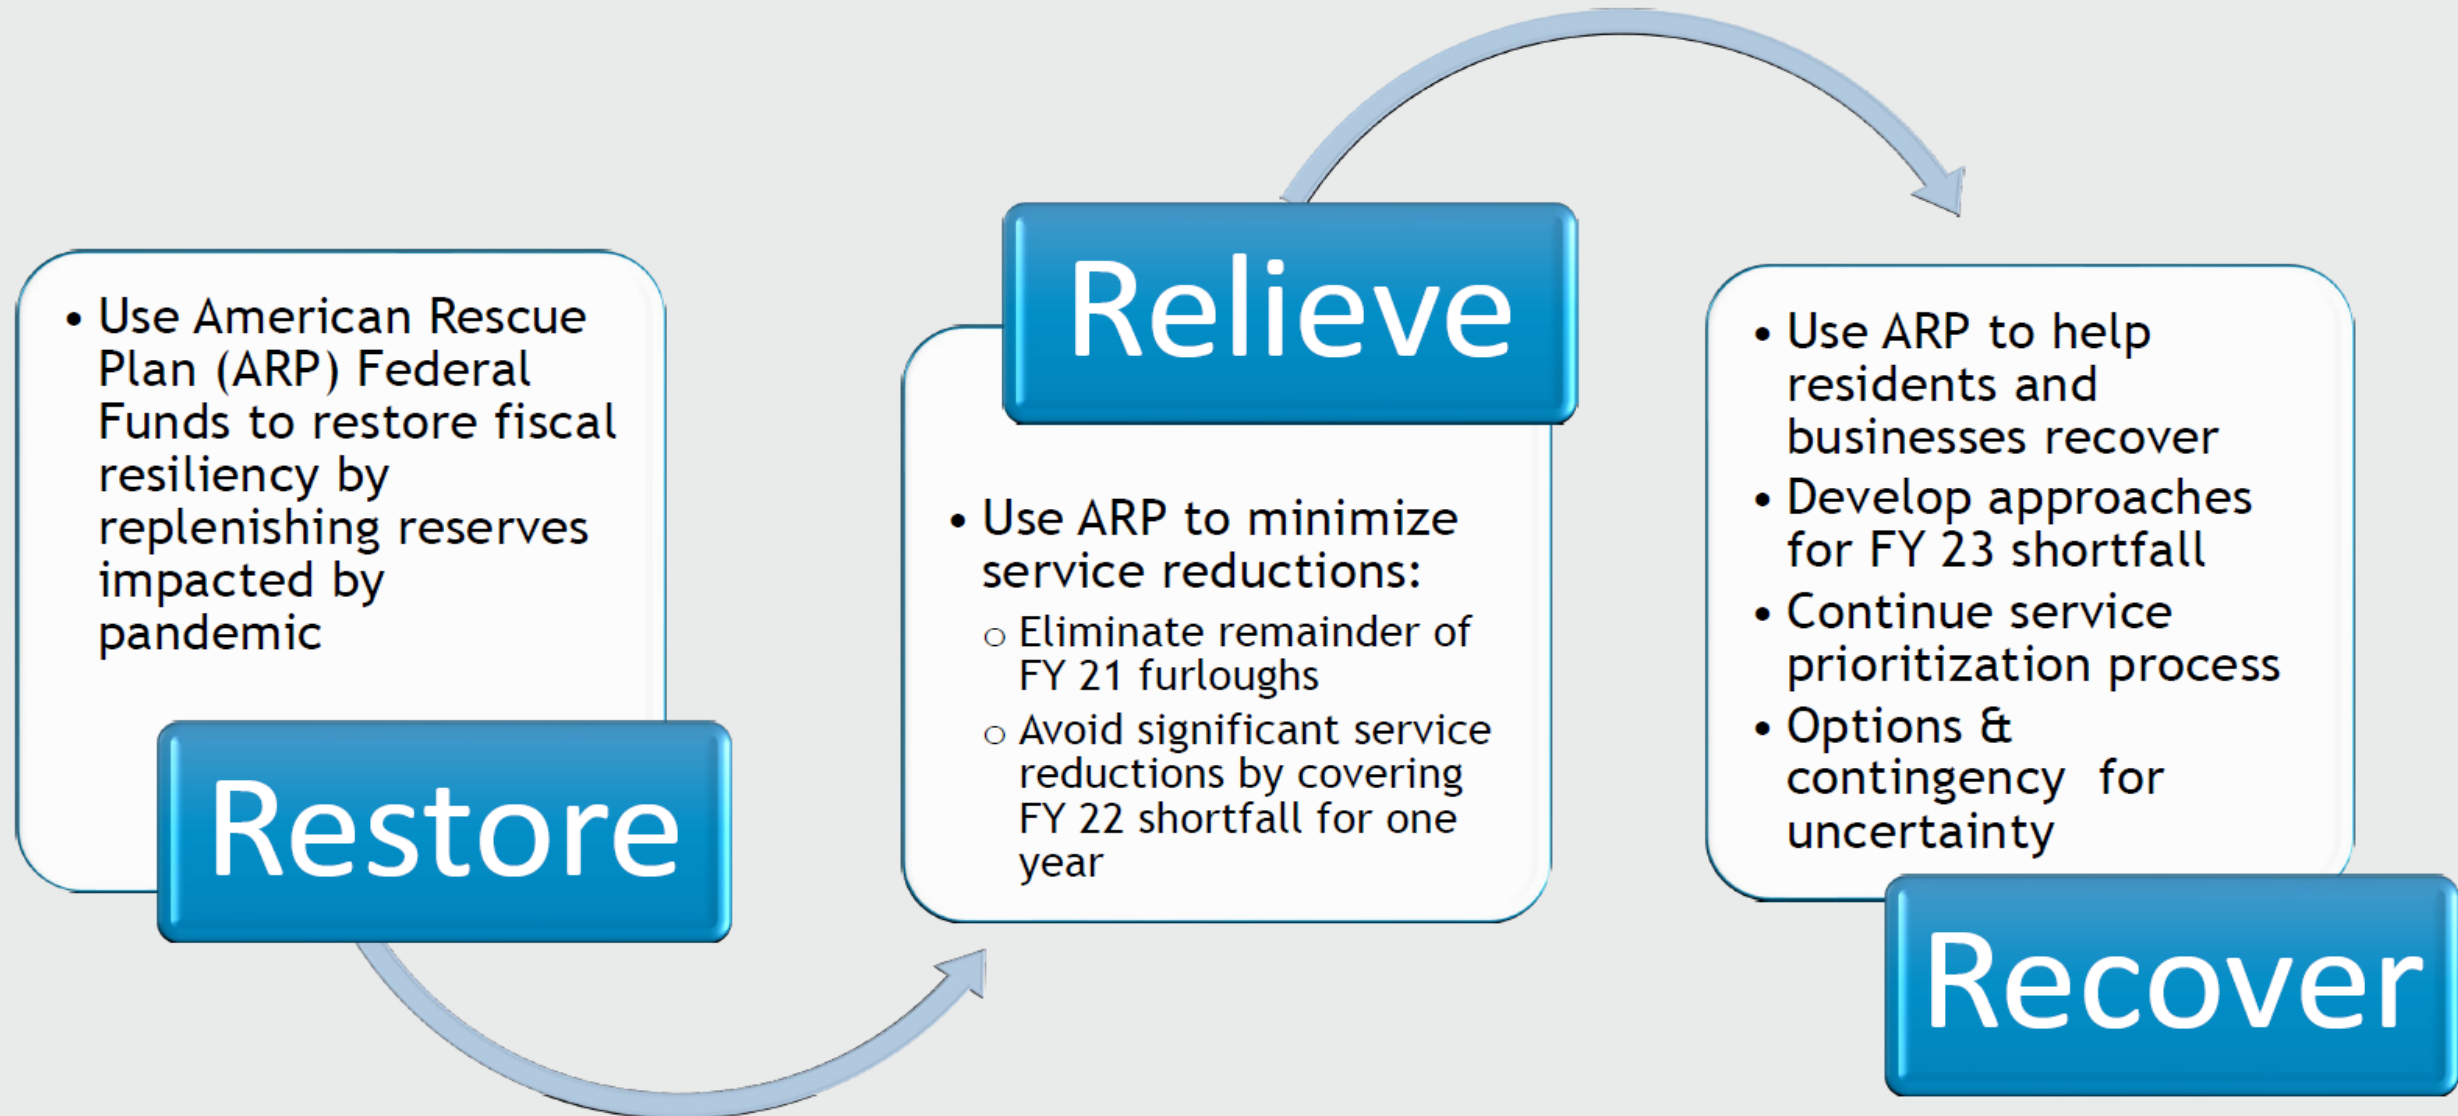 • Use American Rescue
Plan (ARP) Federal
Funds to restore fiscal
resiliency by
replenishing reserves
impacted by
pandemic
Restore
Relieve
• Use ARP to minimize
service reductions:
o Eliminate remainder of
FY 21 furloughs
o Avoid significant service
reductions by covering
FY 22 shortfall for one
year
• Use ARP to help
residents and
businesses recover
• Develop approaches
for FY 23 shortfall
• Continue service
prioritization process
• Options &
contingency for
uncertainty
Recover